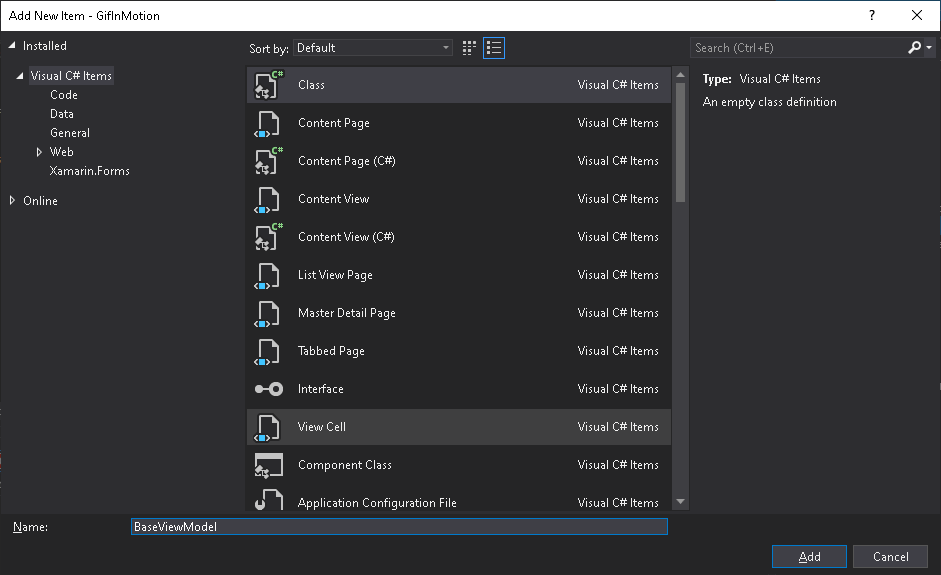 Add New Item - GifInMotion
?
Installed
Visual C# Items
Code
Data
General
Web
Xamarin.Forms
Online
Sort by: Default
Class Visual C# Items
Content Page Visual C# Items
Content Page (C#) Visual C# Items
Content View Visual C# Items
Content View (C#) Visual C# Items
List View Page Visual C# Items
Master Detail Page Visual C# Items
Tabbed Page Visual C# Items
Interface Visual C# Items
View Cell Visual C# Items
Component Class Visual C# Items
Application Configuration File Visual C# Items
Search (Ctrl+E)
Type: Visual C# Items
An empty class definition
Name: BaseViewModel
Add Cancel